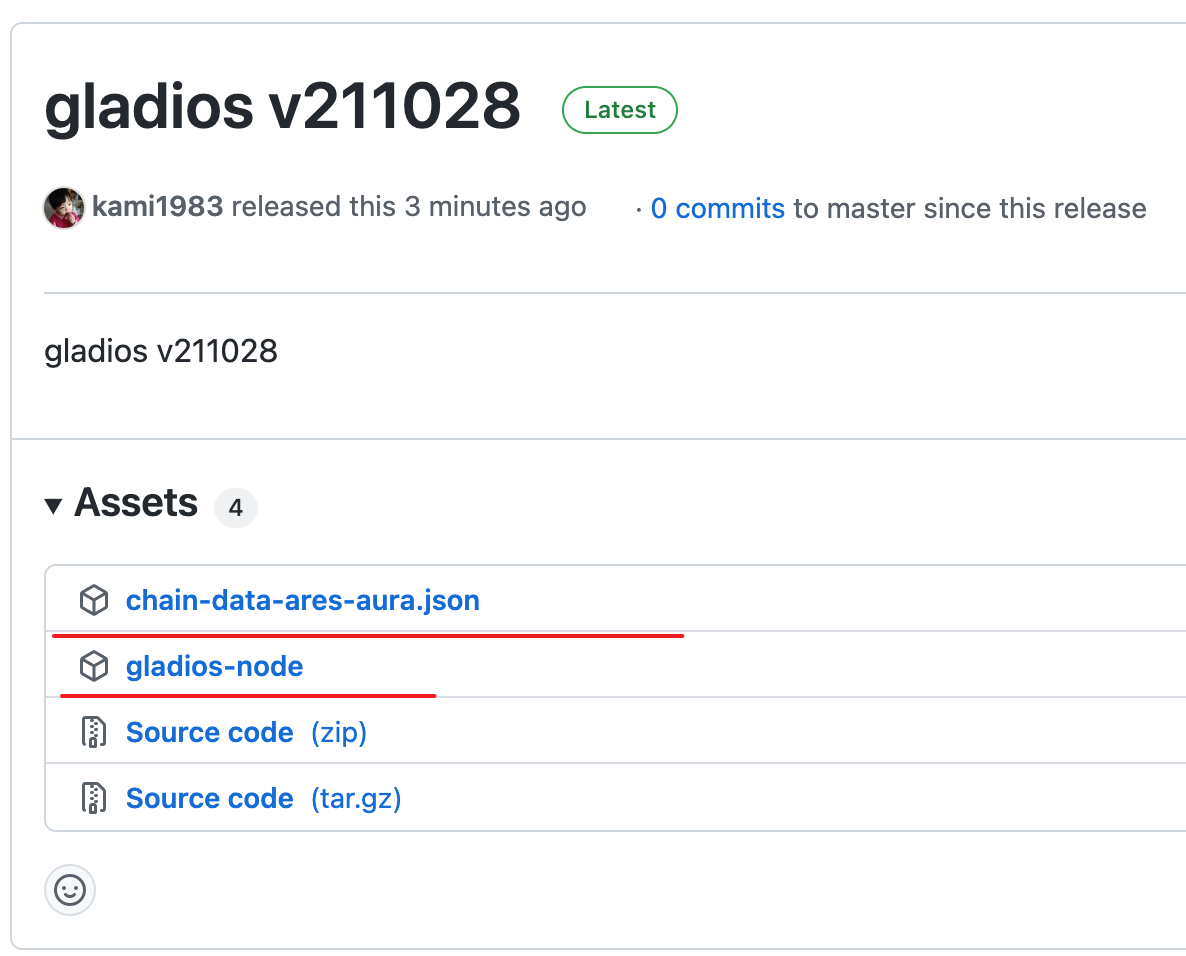 gladios v211028 Latest
kami1983 released this 3 minutes ago · 0 commits to master since this release
gladios v211028
Assets 4
chain-data-ares-aura.json
gladios-node
Source code (zip)
Source code (tar.gz)